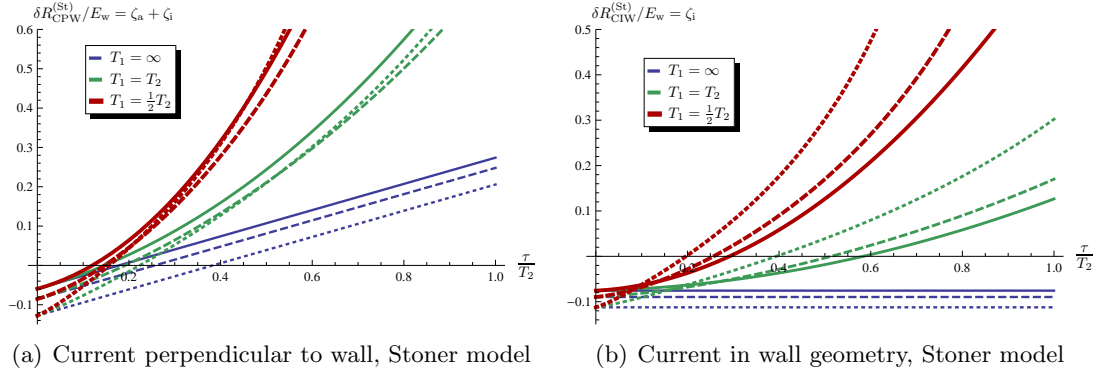 δR_CPW^(St)/E_w = ζ_a + ζ_i
0.6
0.5
0.4
0.3
0.2
0.1
−0.1
T_1 = ∞
T_1 = T_2
T_1 = ½T_2
0.2
0.4
0.6
0.8
1.0
τ/T_2
(a) Current perpendicular to wall, Stoner model
δR_CIW^(St)/E_w = ζ_i
0.5
0.4
0.3
0.2
0.1
−0.1
T_1 = ∞
T_1 = T_2
T_1 = ½T_2
0.2
0.4
0.6
0.8
1.0
τ/T_2
(b) Current in wall geometry, Stoner model